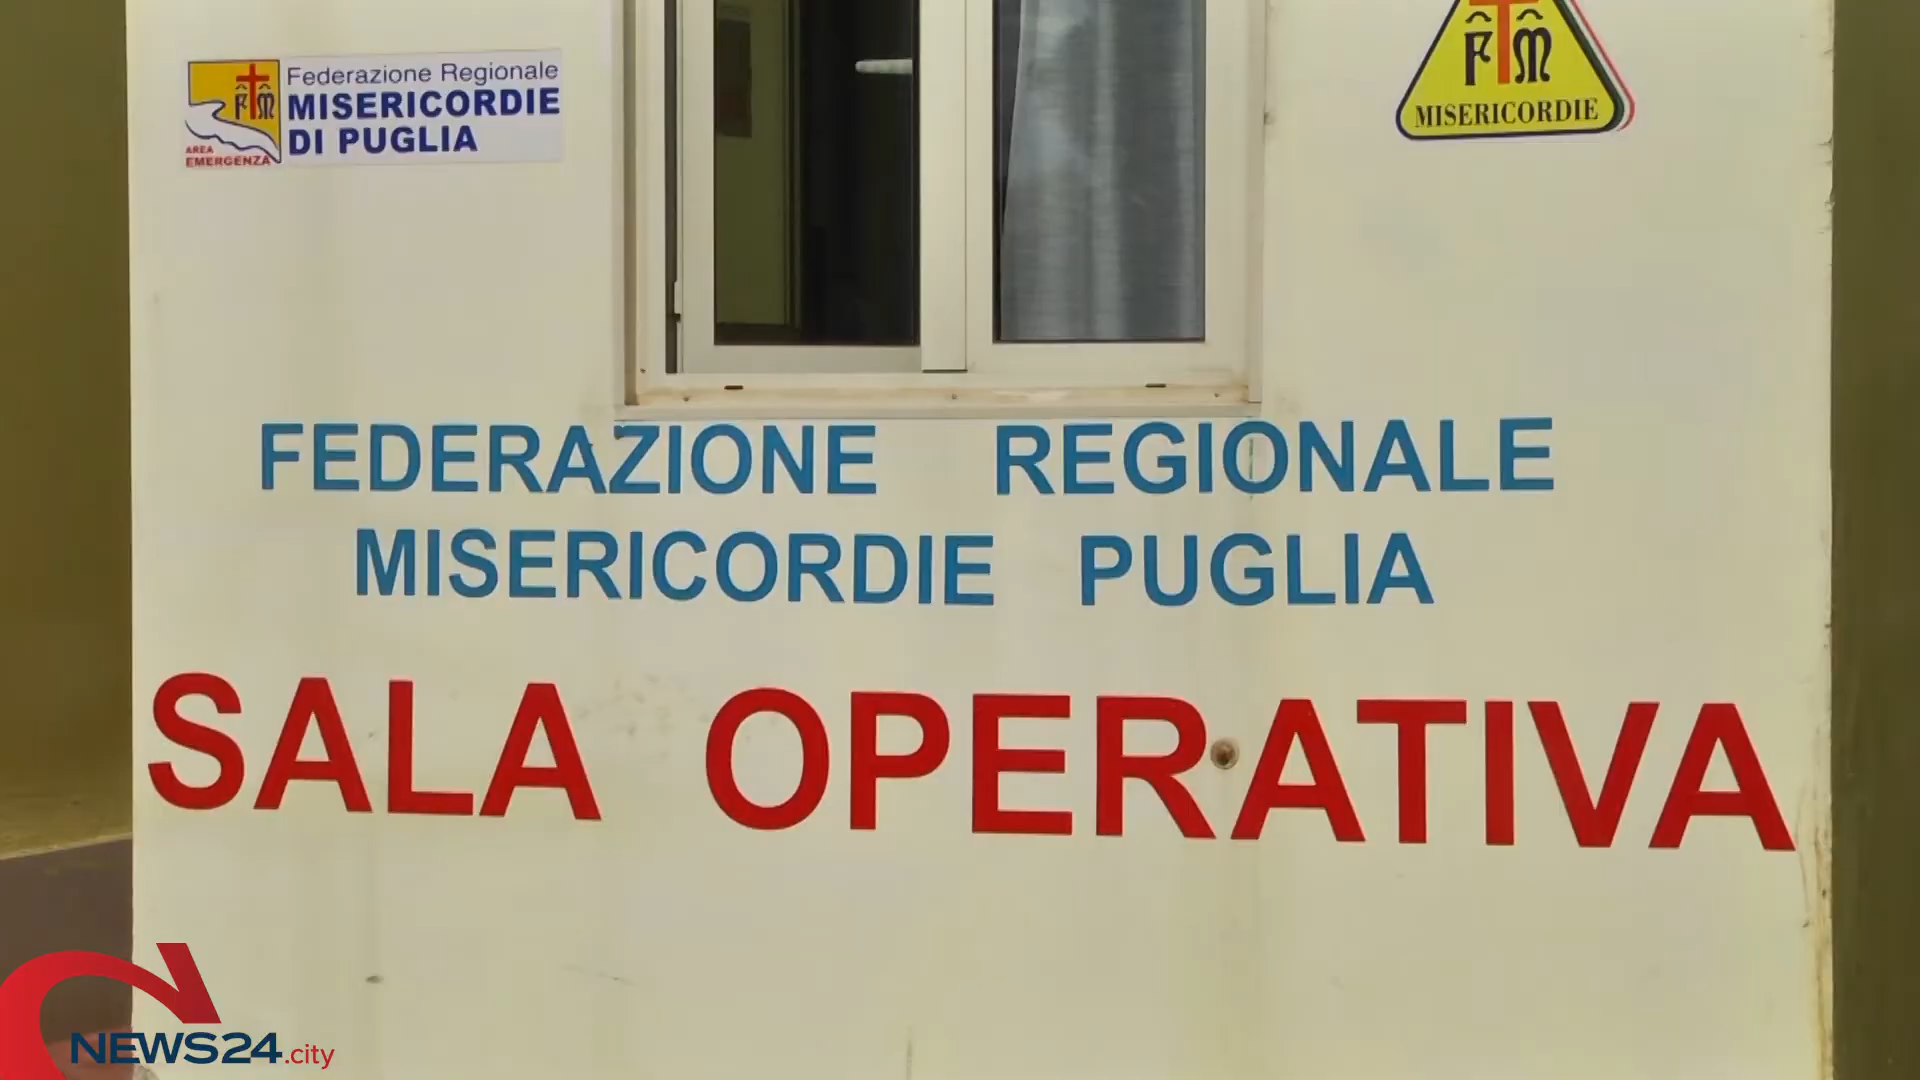 Federazione Regionale
MISERICORDIE
DI PUGLIA
AREA
EMERGENZA
F T M
F T M
MISERICORDIE
FEDERAZIONE REGIONALE
MISERICORDIE PUGLIA
SALA OPERATIVA
NEWS24.city